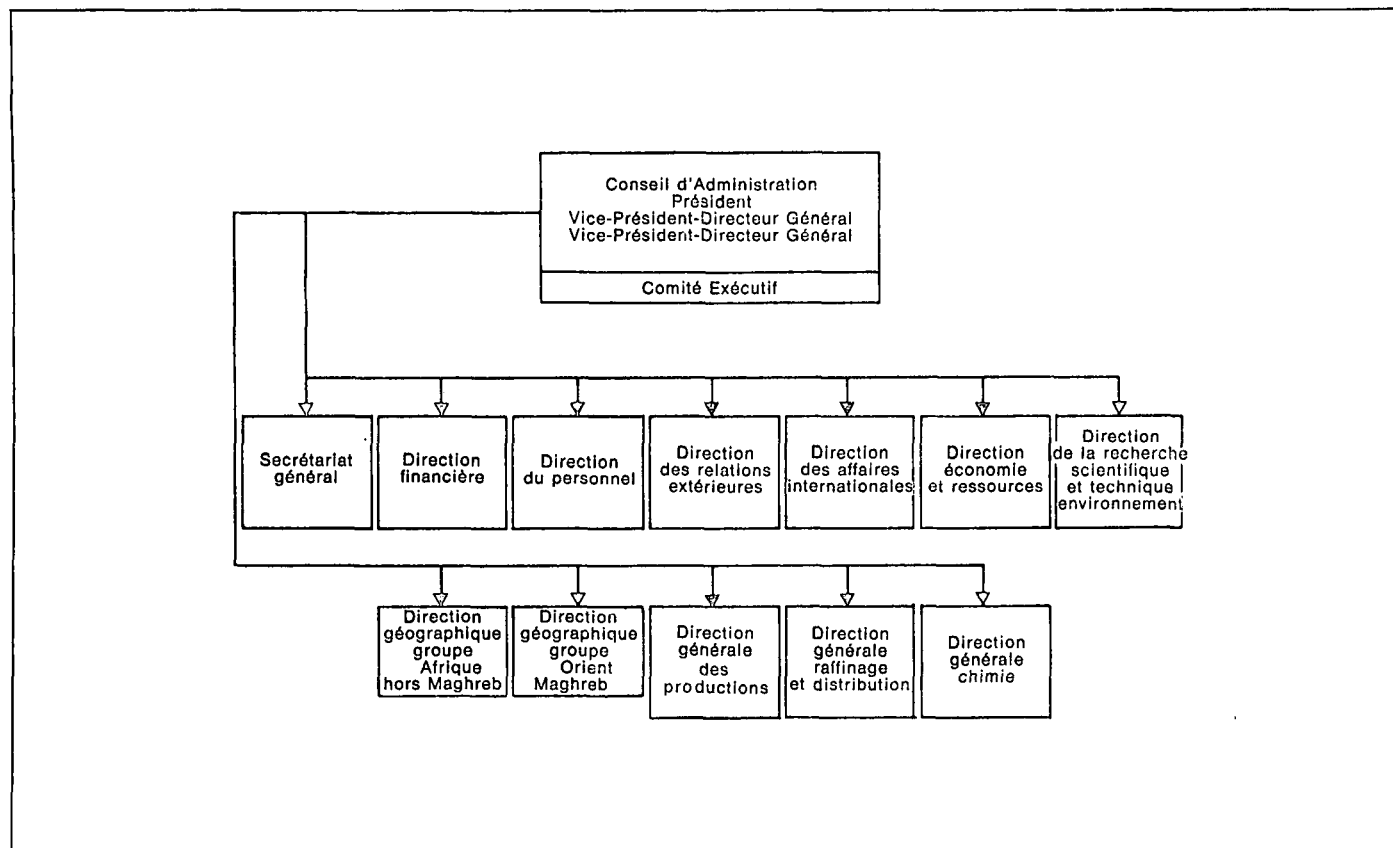 Conseil d'Administration
Président
Vice-Président-Directeur Général
Vice-Président-Directeur Général
Comité Exécutif
Secrétariat
général
Direction
financière
Direction
du personnel
Direction
des relations
extérieures
Direction
des affaires
internationales
Direction
économie
et ressources
Direction
de la recherche
scientifique
et technique
environnement
Direction
géographique
groupe
Afrique
hors Maghreb
Direction
géographique
groupe
Orient
Maghreb
Direction
générale
des
productions
Direction
générale
raffinage
et distribution
Direction
générale
chimie